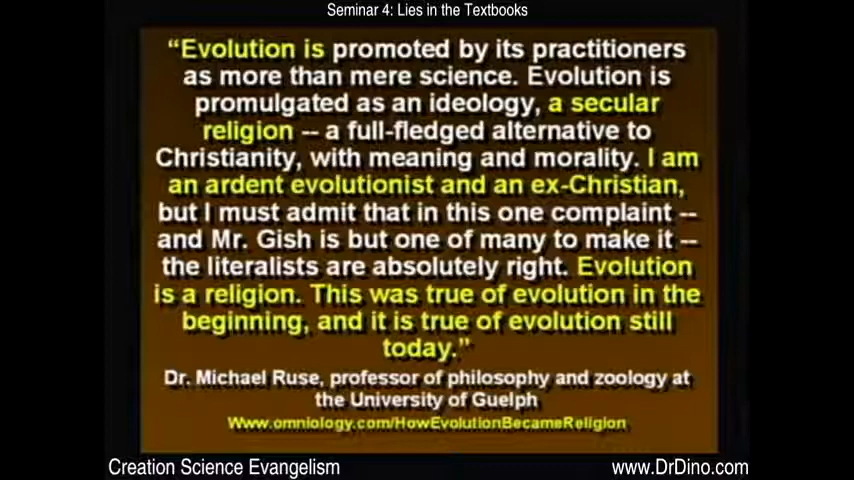 Seminar 4: Lies in the Textbooks
“Evolution is promoted by its practitioners
as more than mere science. Evolution is
promulgated as an ideology, a secular
religion -- a full-fledged alternative to
Christianity, with meaning and morality. I am
an ardent evolutionist and an ex-Christian,
but I must admit that in this one complaint --
and Mr. Gish is but one of many to make it --
the literalists are absolutely right. Evolution
is a religion. This was true of evolution in the
beginning, and it is true of evolution still
today.”
Dr. Michael Ruse, professor of philosophy and zoology at
the University of Guelph
Www.omniology.com/HowEvolutionBecameReligion
Creation Science Evangelism
www.DrDino.com